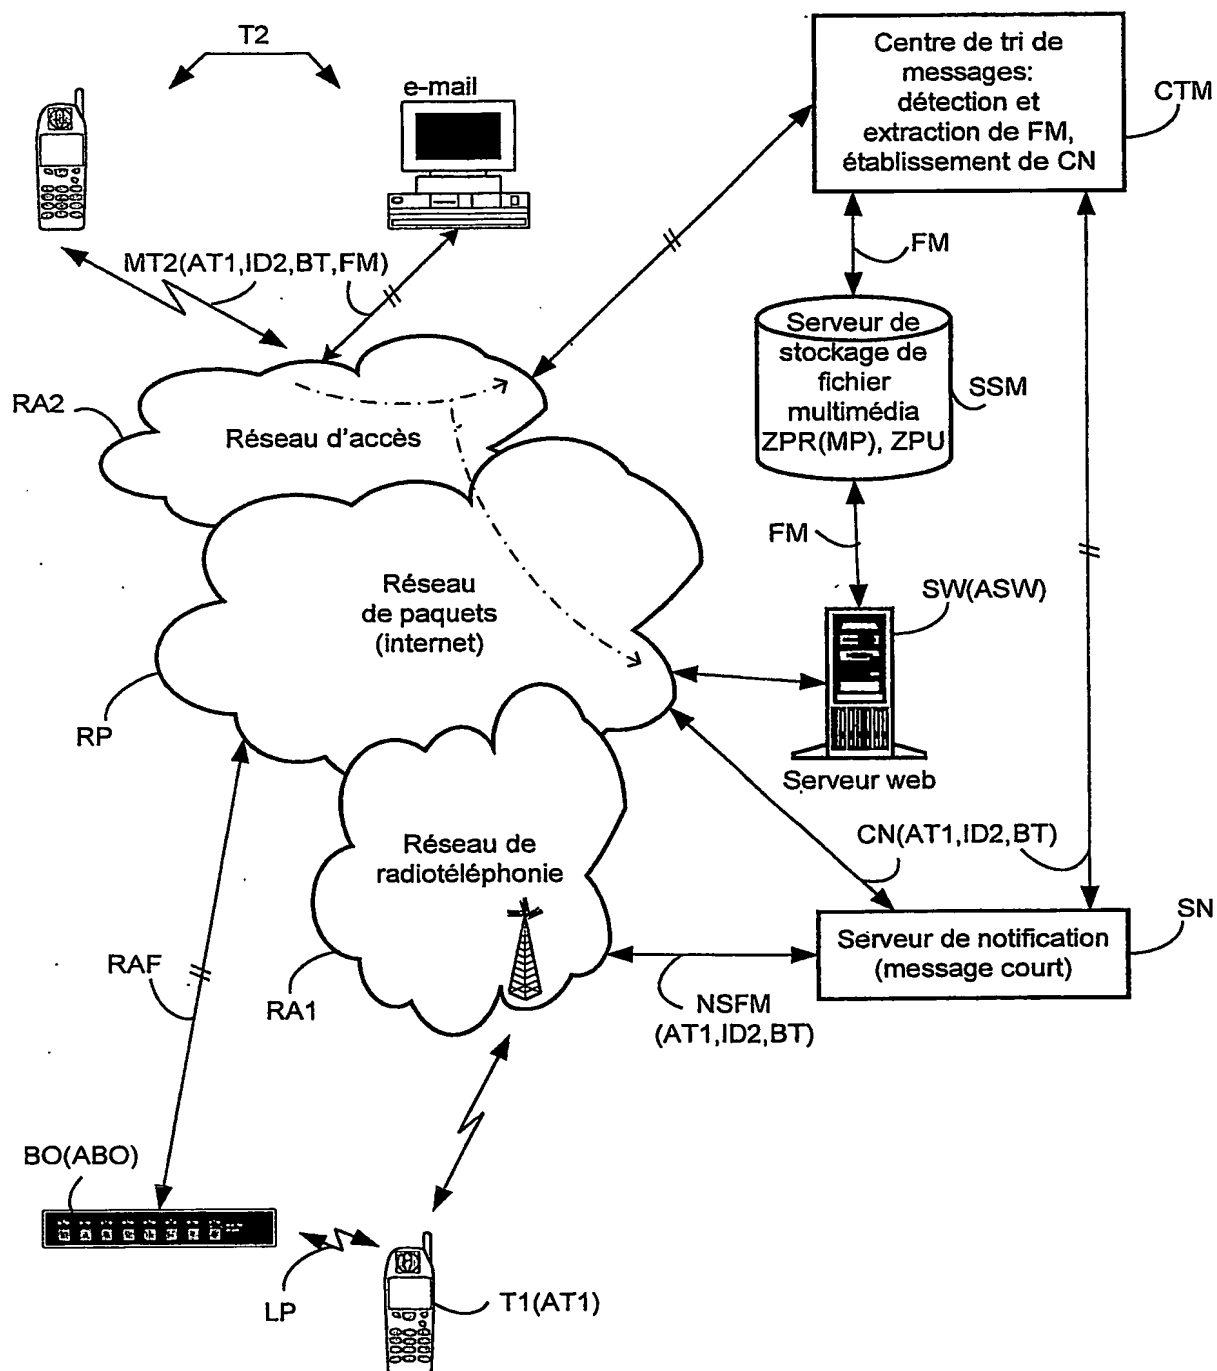 T2
e-mail
Centre de tri de
messages:
détection et
extraction de FM,
établissement de CN
CTM
MT2(AT1,ID2,BT,FM)
FM
Serveur de
stockage de
fichier
multimédia
ZPR(MP), ZPU
SSM
RA2
Réseau d'accès
FM
Réseau
de paquets
(internet)
SW(ASW)
RP
Serveur web
Réseau de
radiotéléphonie
CN(AT1,ID2,BT)
SN
Serveur de notification
(message court)
RAF
RA1
NSFM
(AT1,ID2,BT)
BO(ABO)
LP
T1(AT1)